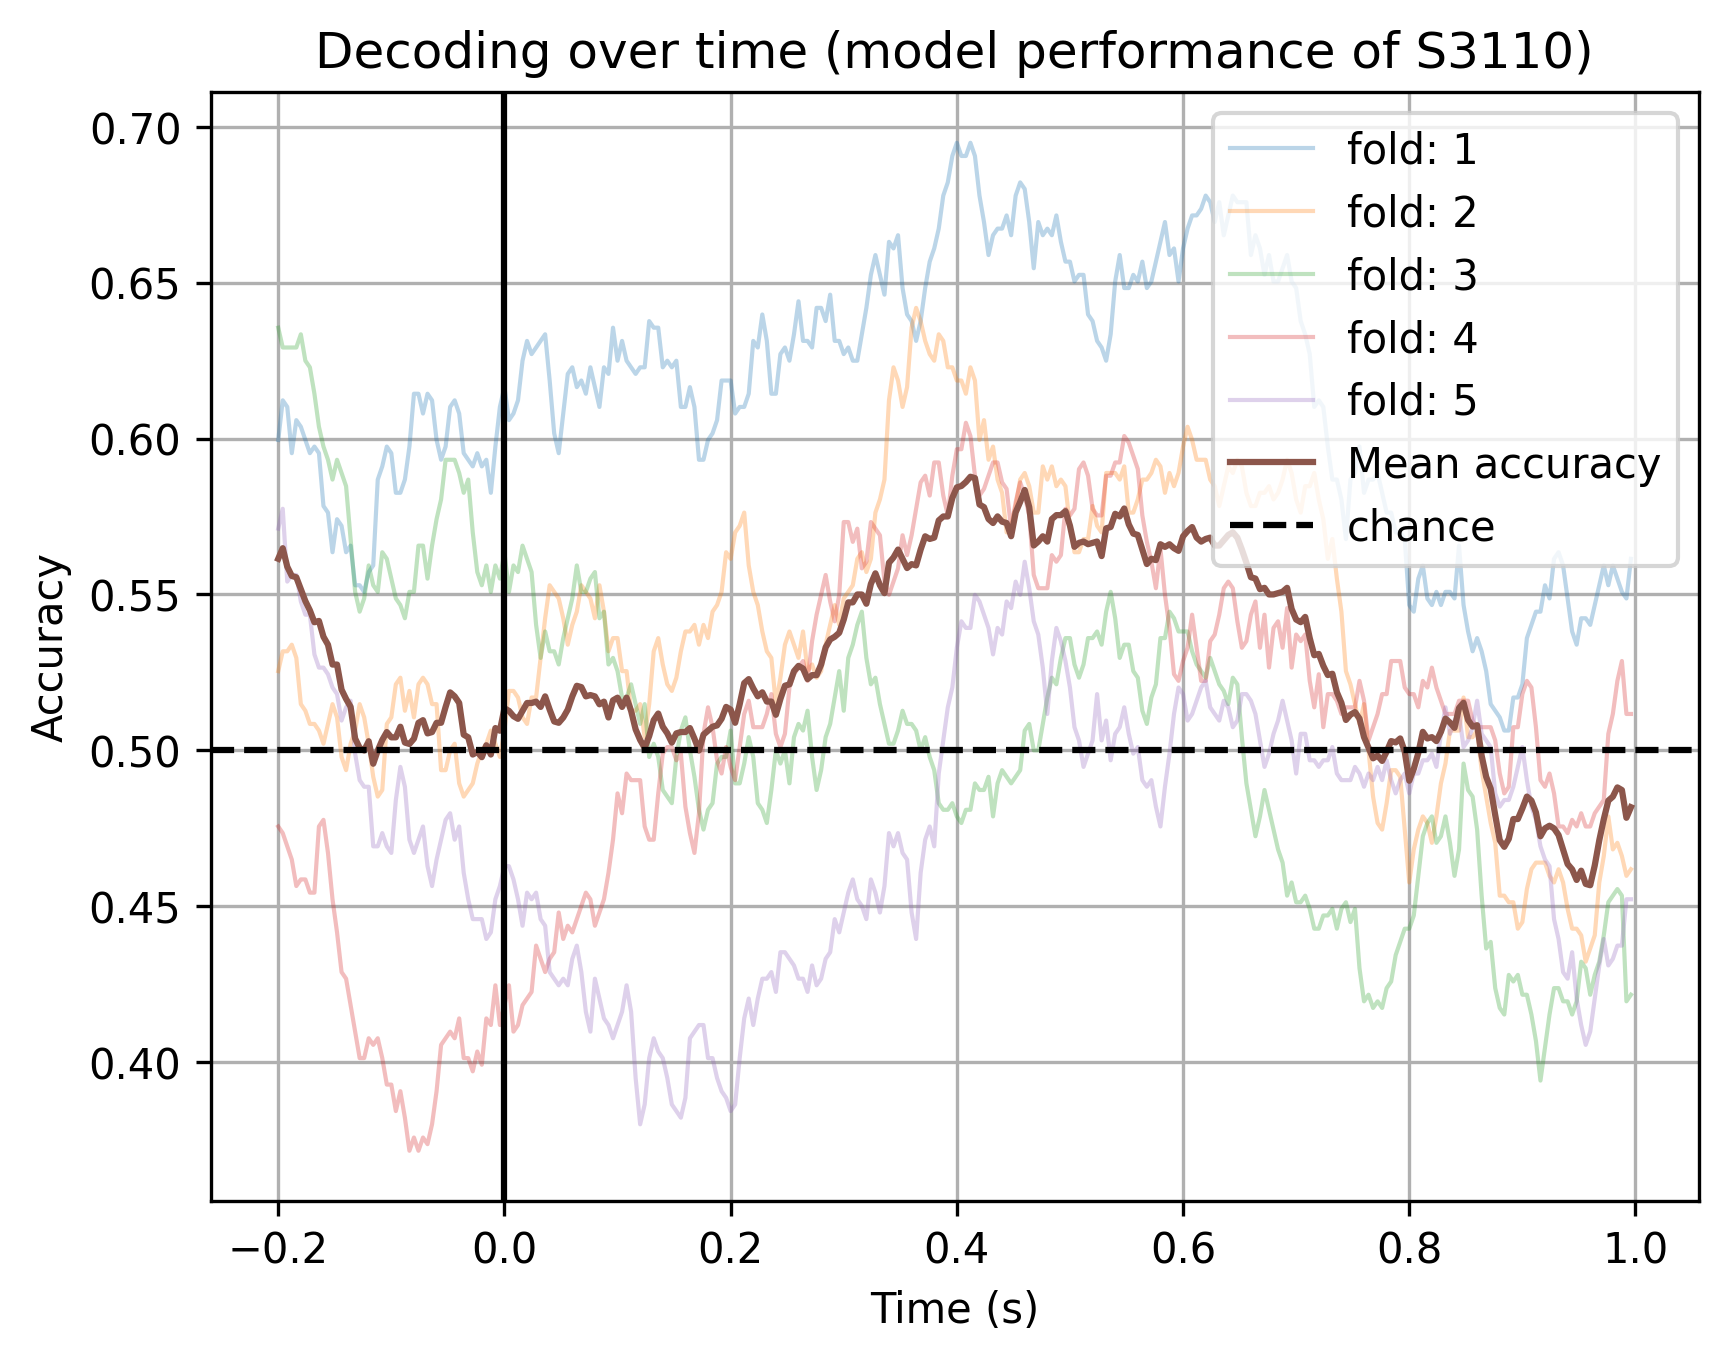 Decoding over time (model performance of S3110)
0.70
0.65
0.60
0.55
0.50
0.45
0.40
Accuracy
fold: 1
fold: 2
fold: 3
fold: 4
fold: 5
Mean accuracy
chance
−0.2 0.0 0.2 0.4 0.6 0.8 1.0
Time (s)